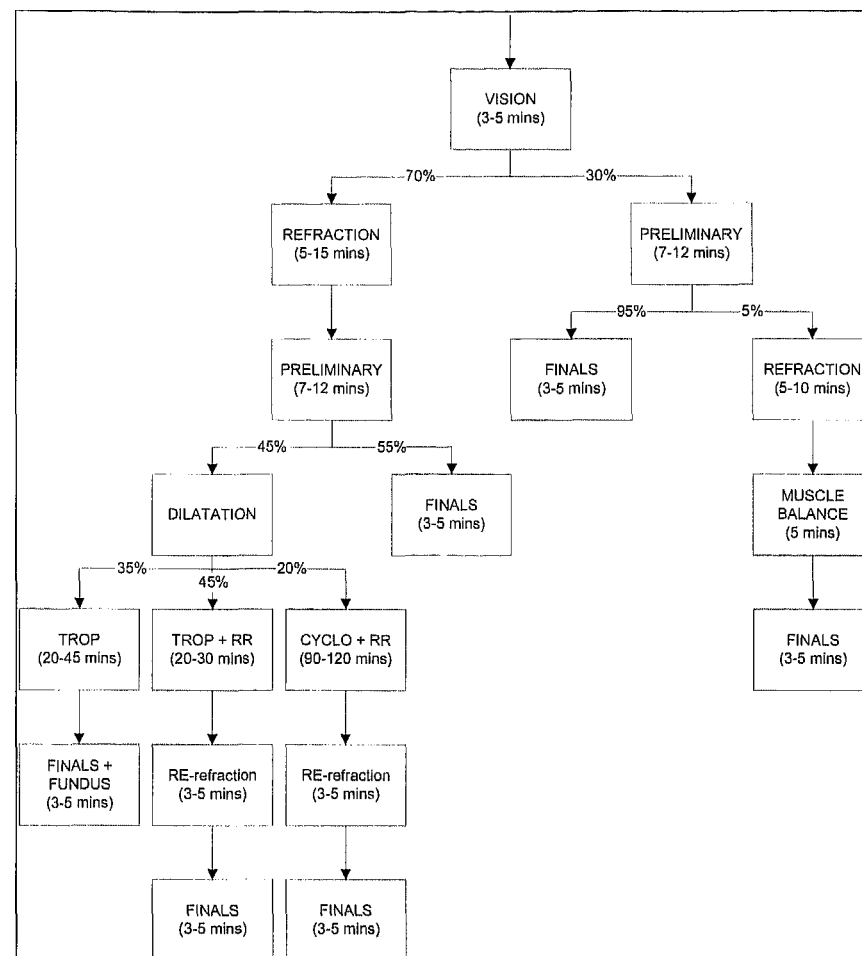 VISION
(3-5 mins)
70%
30%
REFRACTION
(5-15 mins)
PRELIMINARY
(7-12 mins)
95%
5%
PRELIMINARY
(7-12 mins)
FINALS
(3-5 mins)
REFRACTION
(5-10 mins)
45%
55%
DILATATION
FINALS
(3-5 mins)
MUSCLE
BALANCE
(5 mins)
35%
45%
20%
TROP
(20-45 mins)
TROP + RR
(20-30 mins)
CYCLO + RR
(90-120 mins)
FINALS
(3-5 mins)
FINALS +
FUNDUS
(3-5 mins)
RE-refraction
(3-5 mins)
RE-refraction
(3-5 mins)
FINALS
(3-5 mins)
FINALS
(3-5 mins)